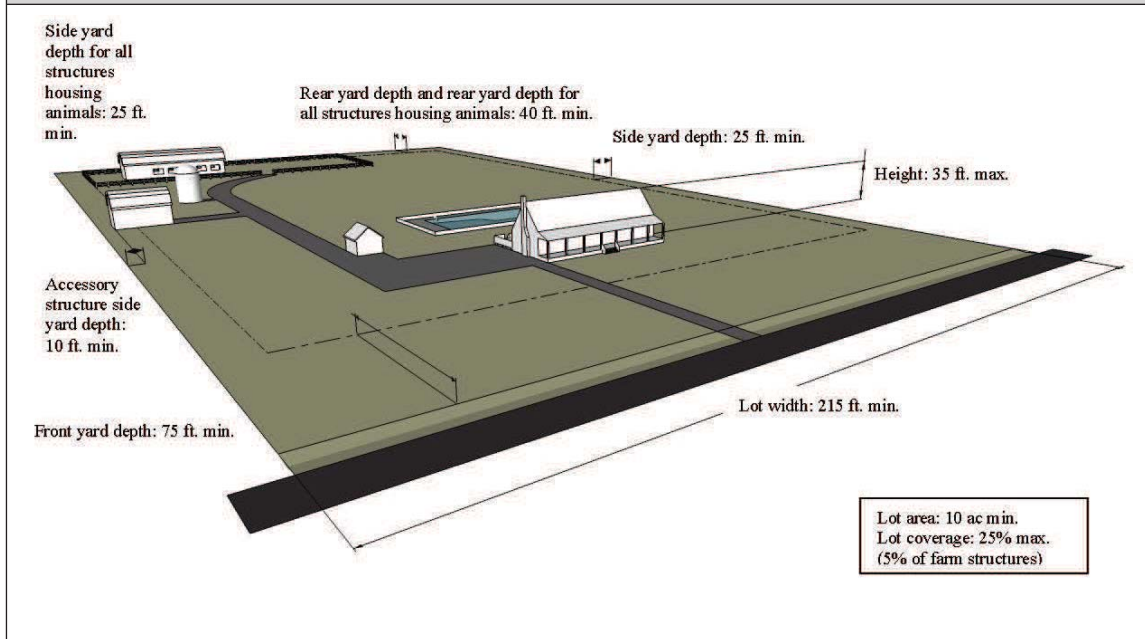 Side yard
depth for all
structures
housing
animals: 25 ft.
min.
Rear yard depth and rear yard depth for
all structures housing animals: 40 ft. min.
Side yard depth: 25 ft. min.
Height: 35 ft. max.
Accessory
structure side
yard depth:
10 ft. min.
Lot width: 215 ft. min.
Front yard depth: 75 ft. min.
Lot area: 10 ac min.
Lot coverage: 25% max.
(5% of farm structures)